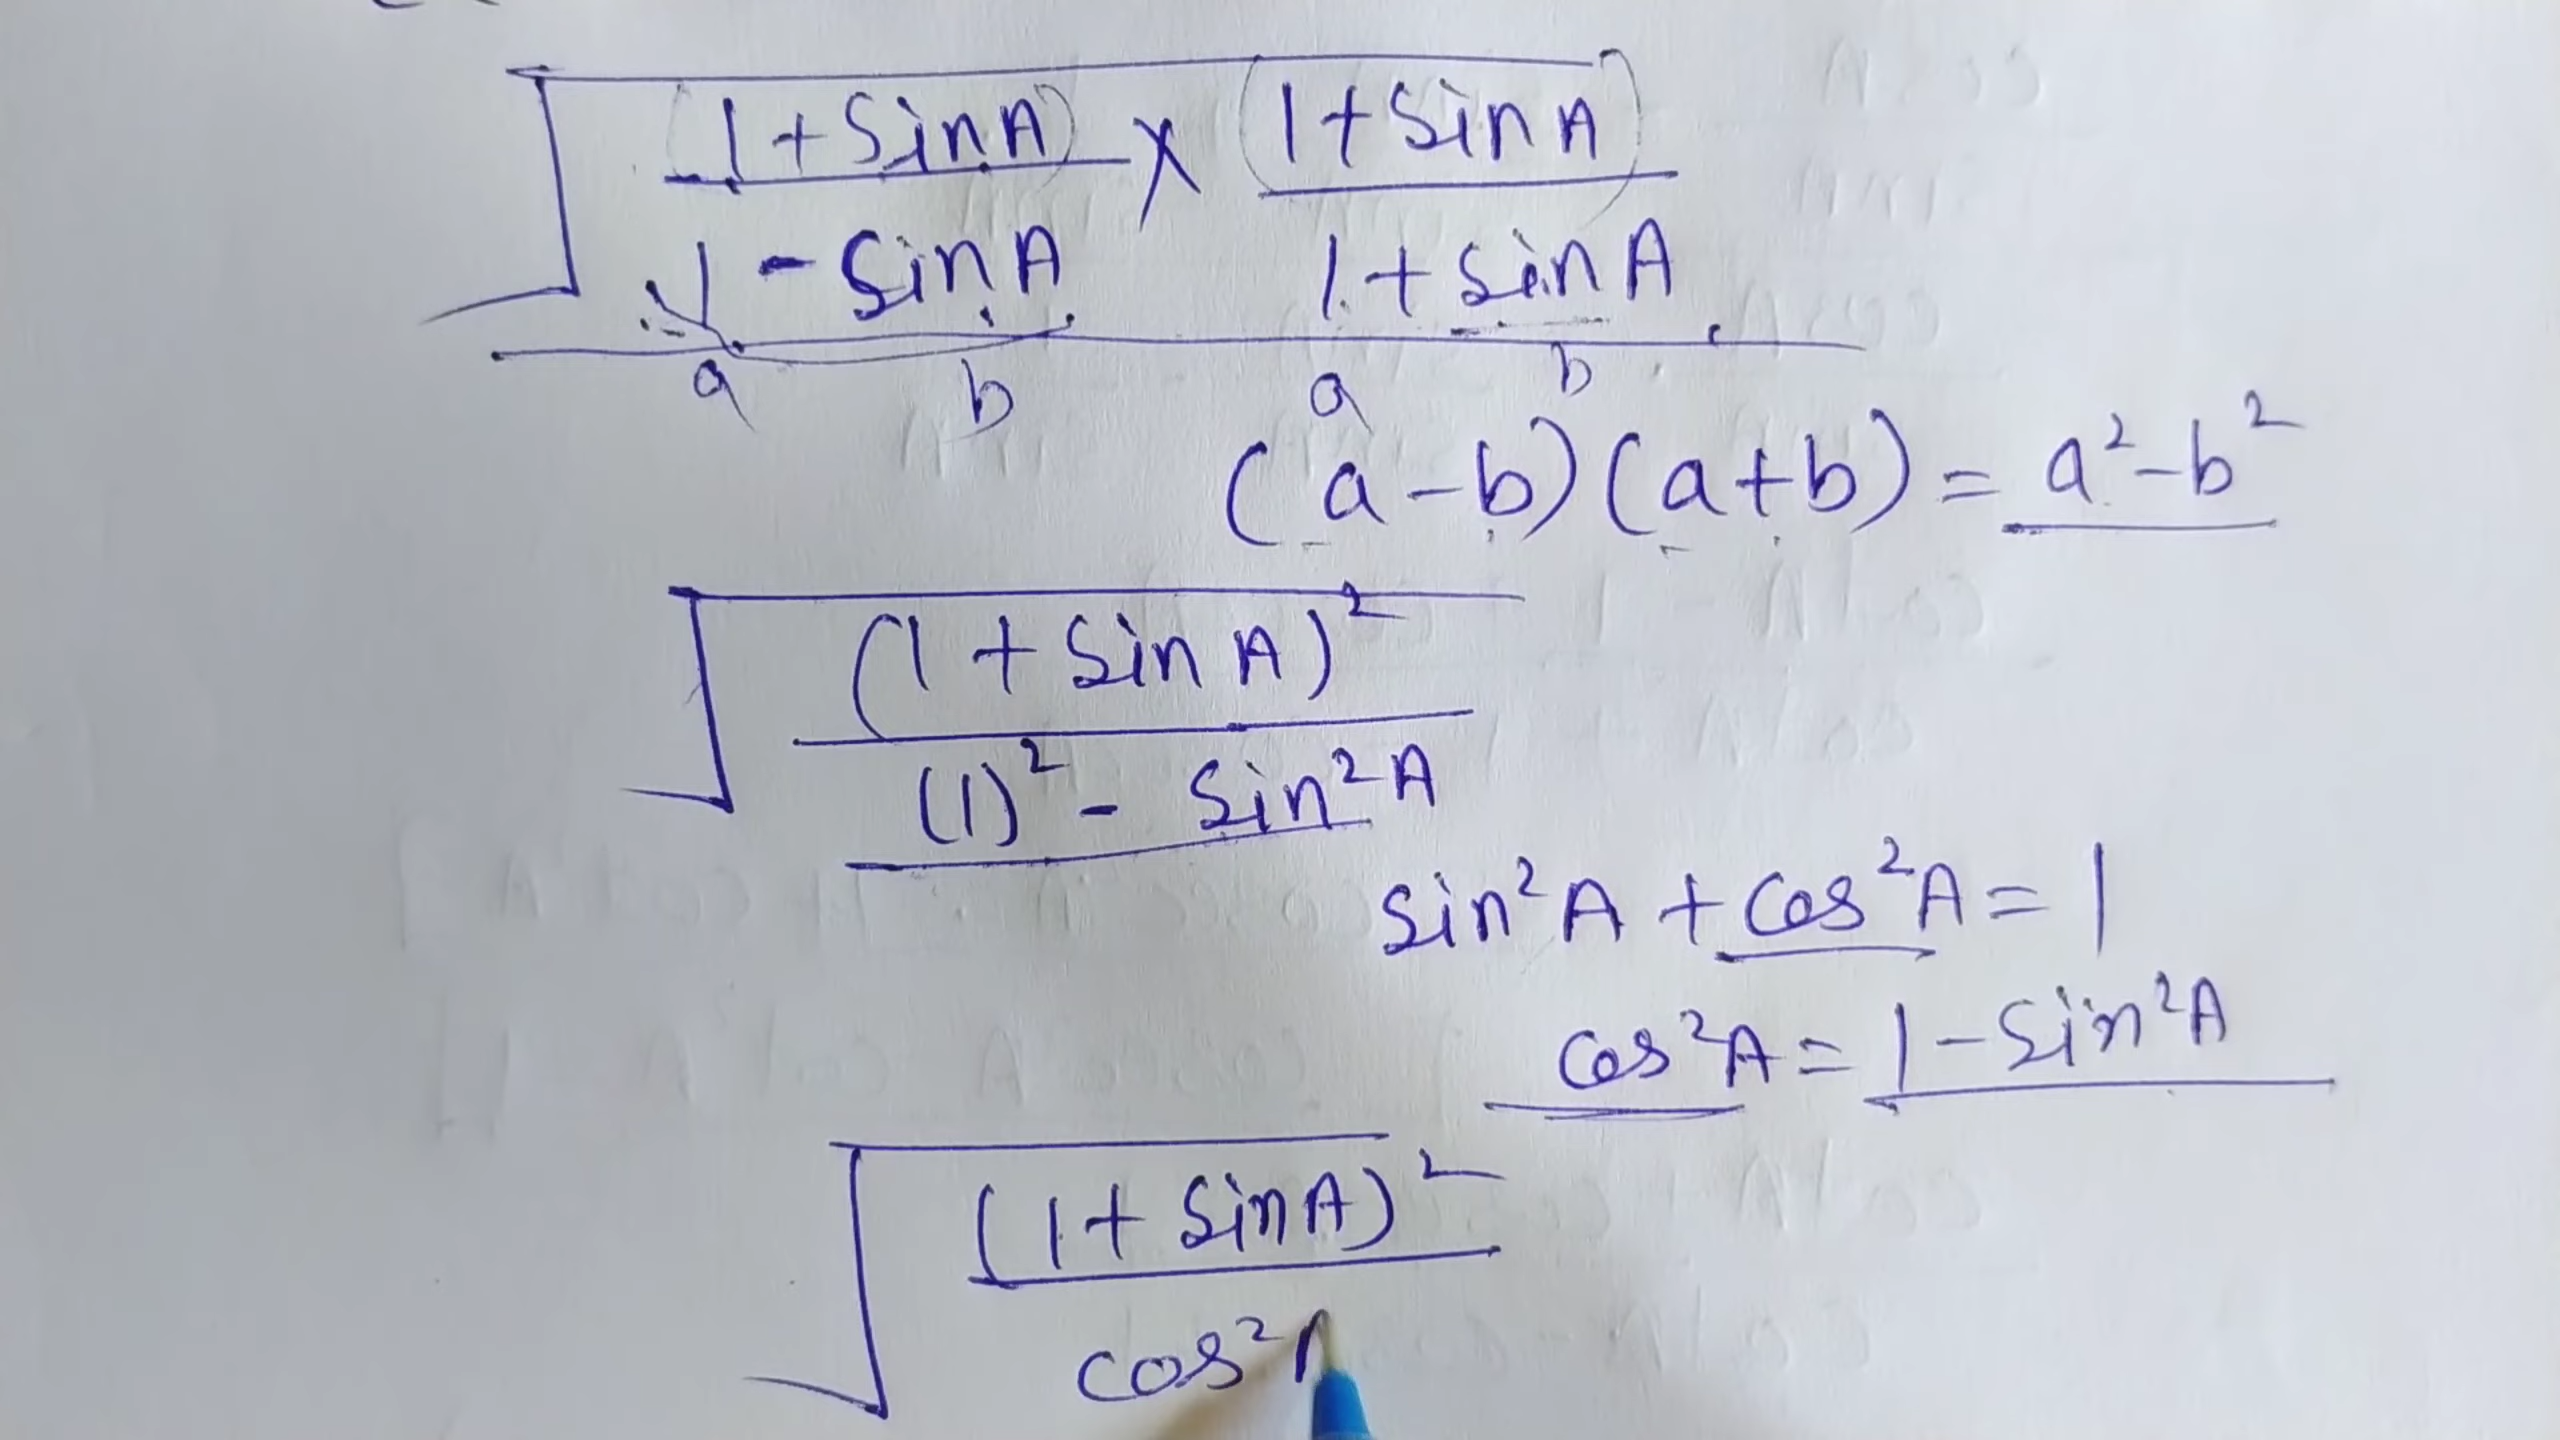 √((1+SinA)/(1-SinA) × (1+SinA)/(1+SinA))
a b a b
(a-b)(a+b) = a²-b²
√((1+SinA)²/((1)²-Sin²A))
Sin²A + Cos²A = 1
Cos²A = 1-Sin²A
√((1+SinA)²/cos²